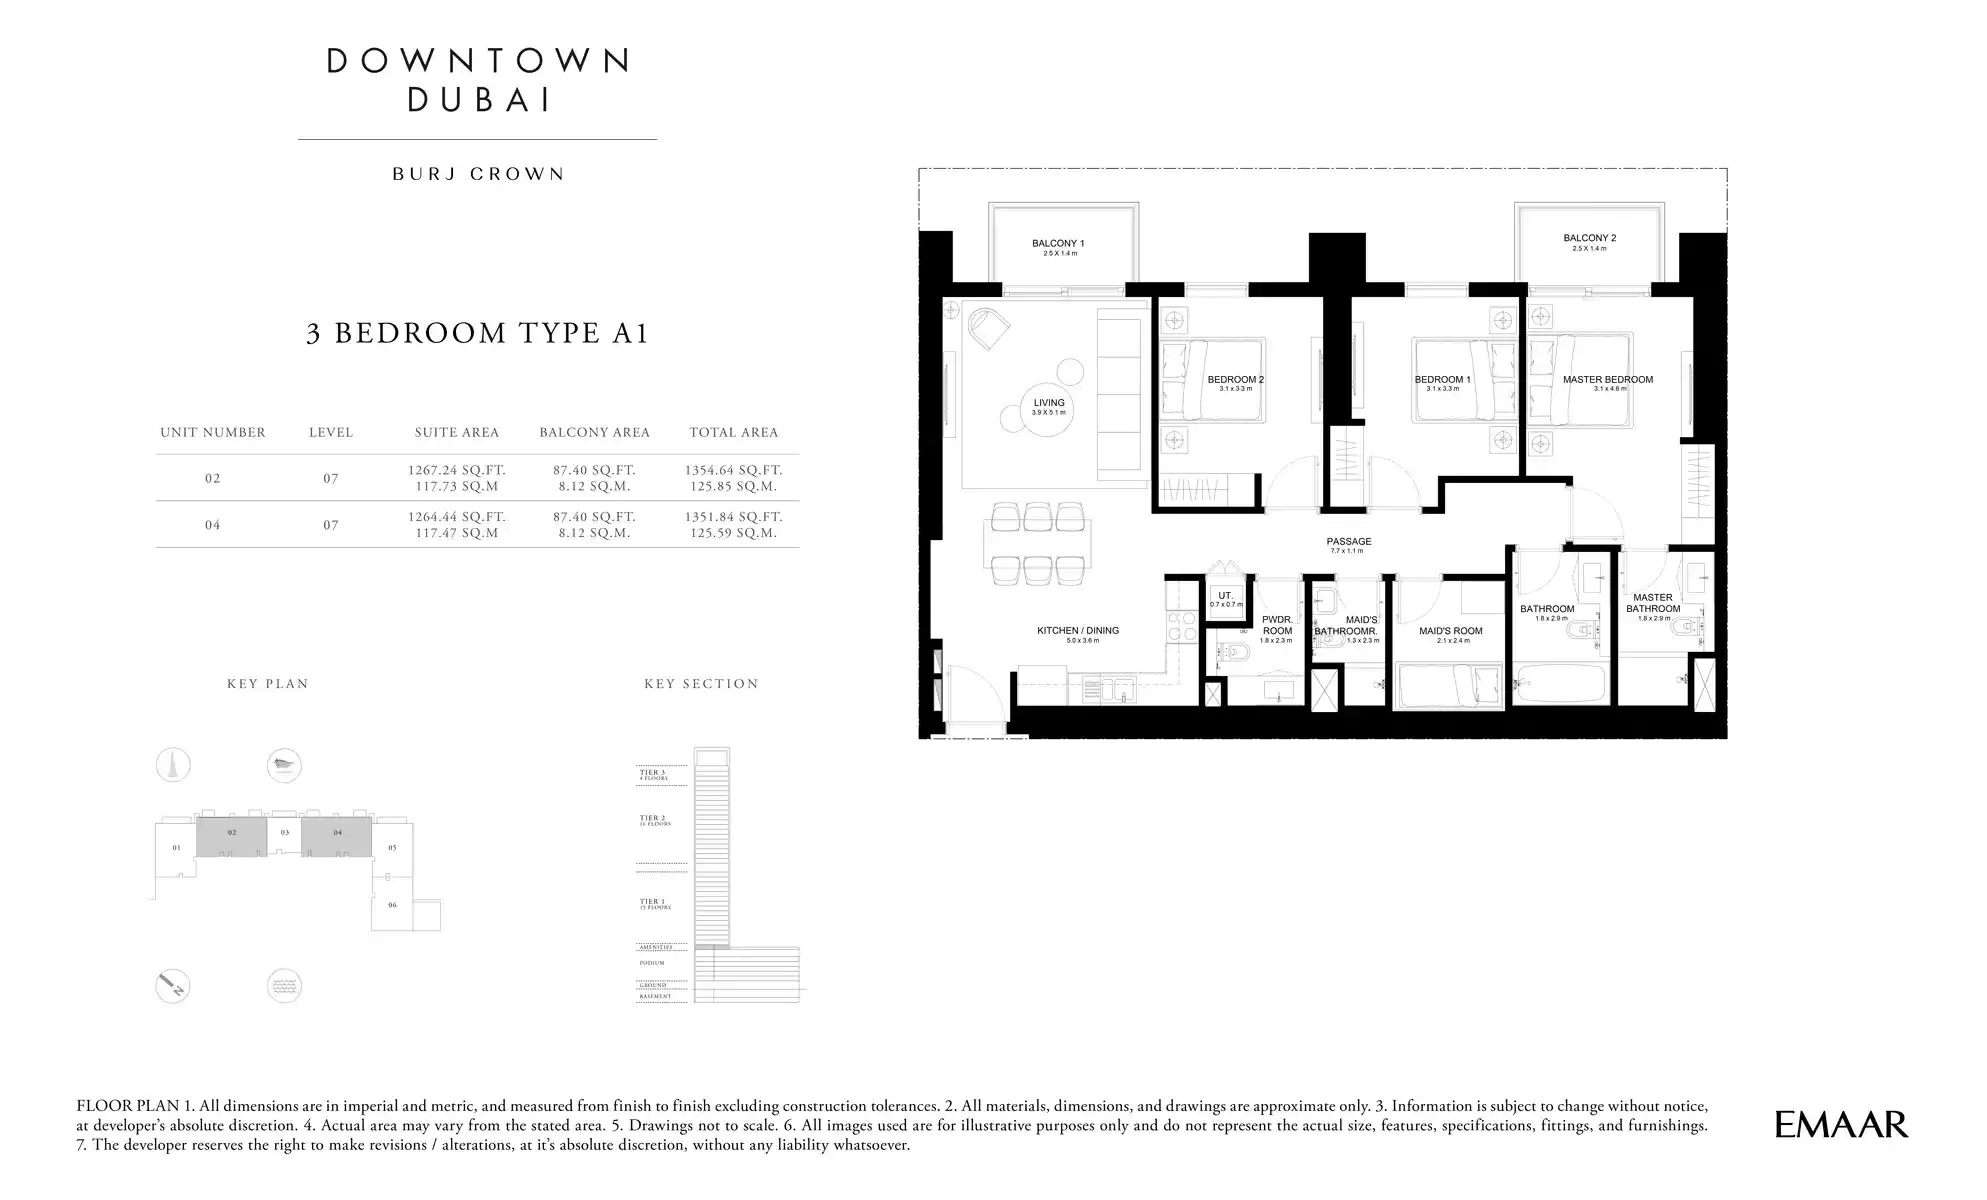 DOWNTOWN
DUBAI
BURJ CROWN
3 BEDROOM TYPE A1
UNIT NUMBER LEVEL SUITE AREA BALCONY AREA TOTAL AREA
02 07 1267.24 SQ.FT. 87.40 SQ.FT. 1354.64 SQ.FT.
117.73 SQ.M 8.12 SQ.M. 125.85 SQ.M.
04 07 1264.44 SQ.FT. 87.40 SQ.FT. 1351.84 SQ.FT.
117.47 SQ.M 8.12 SQ.M. 125.59 SQ.M.
KEY PLAN
01
02
03
04
05
06
N
KEY SECTION
TIER 3
4 FLOORS
TIER 2
TIER 1
AMENITIES
PODIUM
GROUND
BASEMENT
BALCONY 1
2.5 X 1.4 m
BALCONY 2
2.5 X 1.4 m
LIVING
3.9 X 5.1 m
BEDROOM 2
3.1 x 3.3 m
BEDROOM 1
3.1 x 3.3 m
MASTER BEDROOM
3.1 x 4.6 m
PASSAGE
7.7 x 1.1 m
KITCHEN / DINING
5.0 x 3.6 m
UT.
0.7 x 0.7 m
PWDR.
ROOM
1.8 x 2.3 m
MAID'S
BATHROOMR.
1.3 x 2.3 m
MAID'S ROOM
2.1 x 2.4 m
BATHROOM
1.8 x 2.9 m
MASTER
BATHROOM
1.8 x 2.9 m
FLOOR PLAN 1. All dimensions are in imperial and metric, and measured from finish to finish excluding construction tolerances. 2. All materials, dimensions, and drawings are approximate only. 3. Information is subject to change without notice,
at developer's absolute discretion. 4. Actual area may vary from the stated area. 5. Drawings not to scale. 6. All images used are for illustrative purposes only and do not represent the actual size, features, specifications, fittings, and furnishings.
7. The developer reserves the right to make revisions / alterations, at it's absolute discretion, without any liability whatsoever.
EMAAR